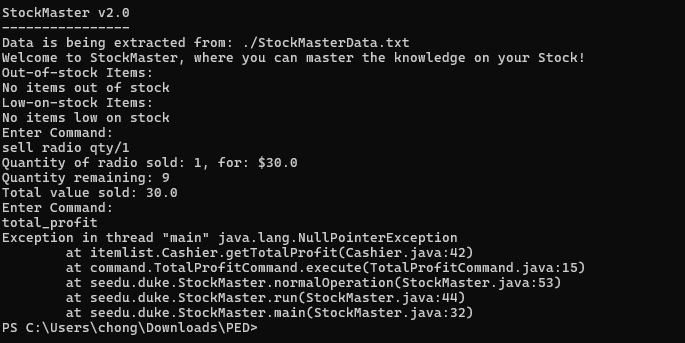 StockMaster v2.0
----------------
Data is being extracted from: ./StockMasterData.txt
Welcome to StockMaster, where you can master the knowledge on your Stock!
Out-of-stock Items:
No items out of stock
Low-on-stock Items:
No items low on stock
Enter Command:
sell radio qty/1
Quantity of radio sold: 1, for: $30.0
Quantity remaining: 9
Total value sold: 30.0
Enter Command:
total_profit
Exception in thread "main" java.lang.NullPointerException
        at itemlist.Cashier.getTotalProfit(Cashier.java:42)
        at command.TotalProfitCommand.execute(TotalProfitCommand.java:15)
        at seedu.duke.StockMaster.normalOperation(StockMaster.java:53)
        at seedu.duke.StockMaster.run(StockMaster.java:44)
        at seedu.duke.StockMaster.main(StockMaster.java:32)
PS C:\Users\chong\Downloads\PED>